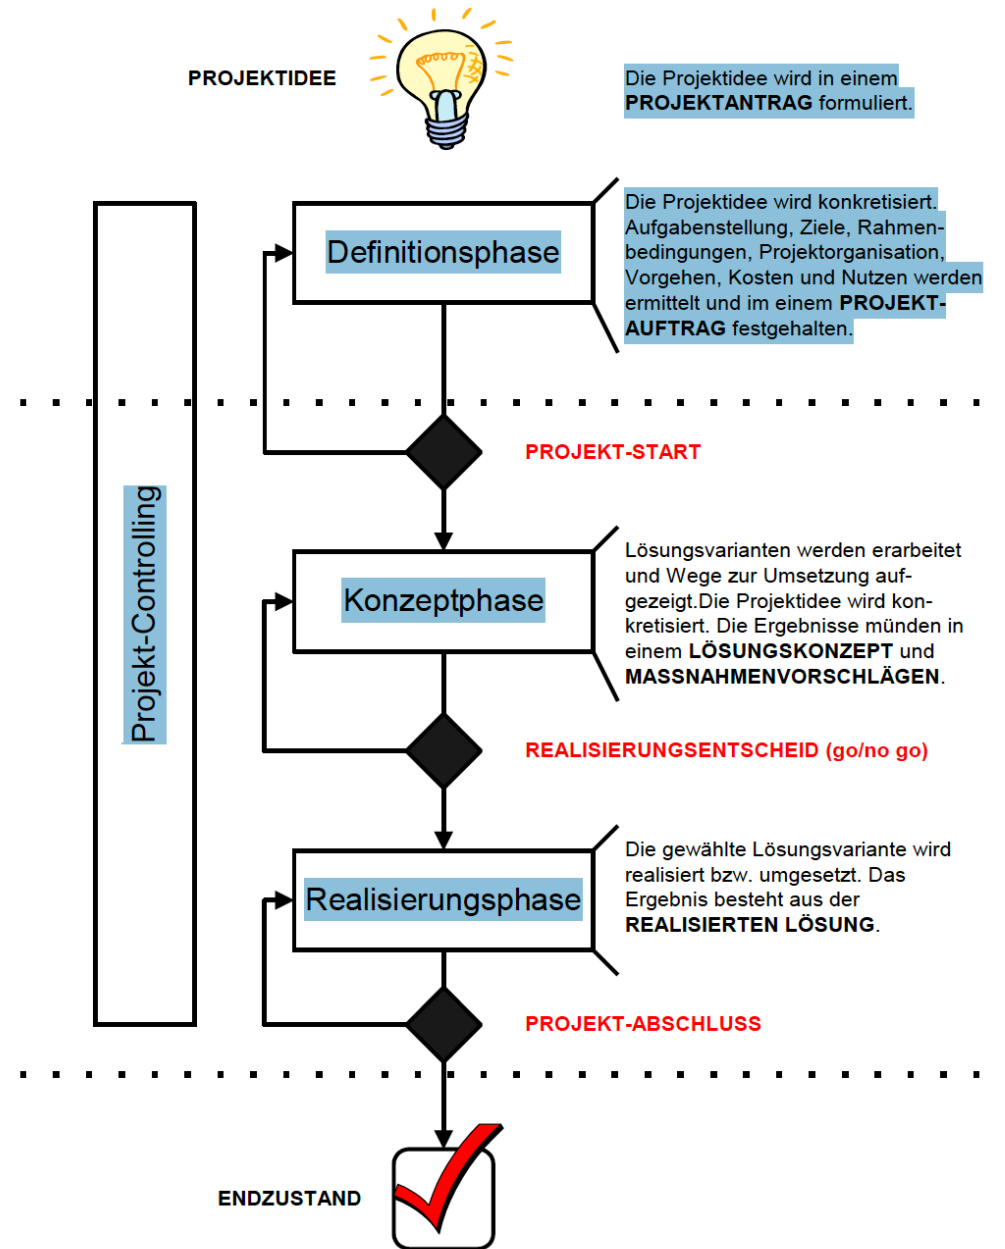 PROJEKTIDEE
Die Projektidee wird in einem
PROJEKTANTRAG formuliert.
Definitionsphase
Die Projektidee wird konkretisiert.
Aufgabenstellung, Ziele, Rahmen-
bedingungen, Projektorganisation,
Vorgehen, Kosten und Nutzen werden
ermittelt und im einem PROJEKT-
AUFTRAG festgehalten.
PROJEKT-START
Projekt-Controlling
Konzeptphase
Lösungsvarianten werden erarbeitet
und Wege zur Umsetzung auf-
gezeigt.Die Projektidee wird kon-
kretisiert. Die Ergebnisse münden in
einem LÖSUNGSKONZEPT und
MASSNAHMENVORSCHLÄGEN.
REALISIERUNGSENTSCHEID (go/no go)
Realisierungsphase
Die gewählte Lösungsvariante wird
realisiert bzw. umgesetzt. Das
Ergebnis besteht aus der
REALISIERTEN LÖSUNG.
PROJEKT-ABSCHLUSS
ENDZUSTAND